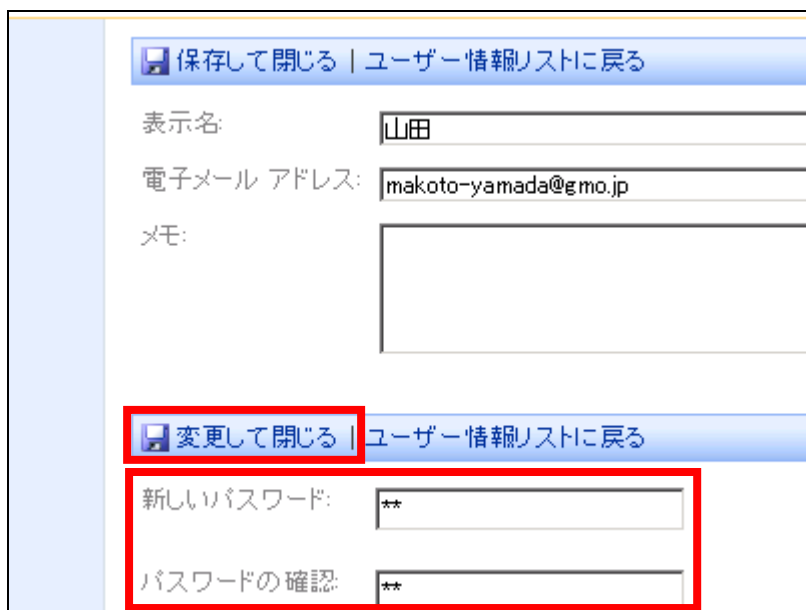 保存して閉じる | ユーザー情報リストに戻る
表示名: 山田
電子メール アドレス: makoto-yamada@gmo.jp
メモ:
変更して閉じる | ユーザー情報リストに戻る
新しいパスワード: **
パスワードの確認: **